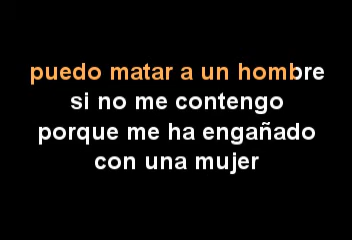 puedo matar a un hombre
si no me contengo
porque me ha engañado
con una mujer